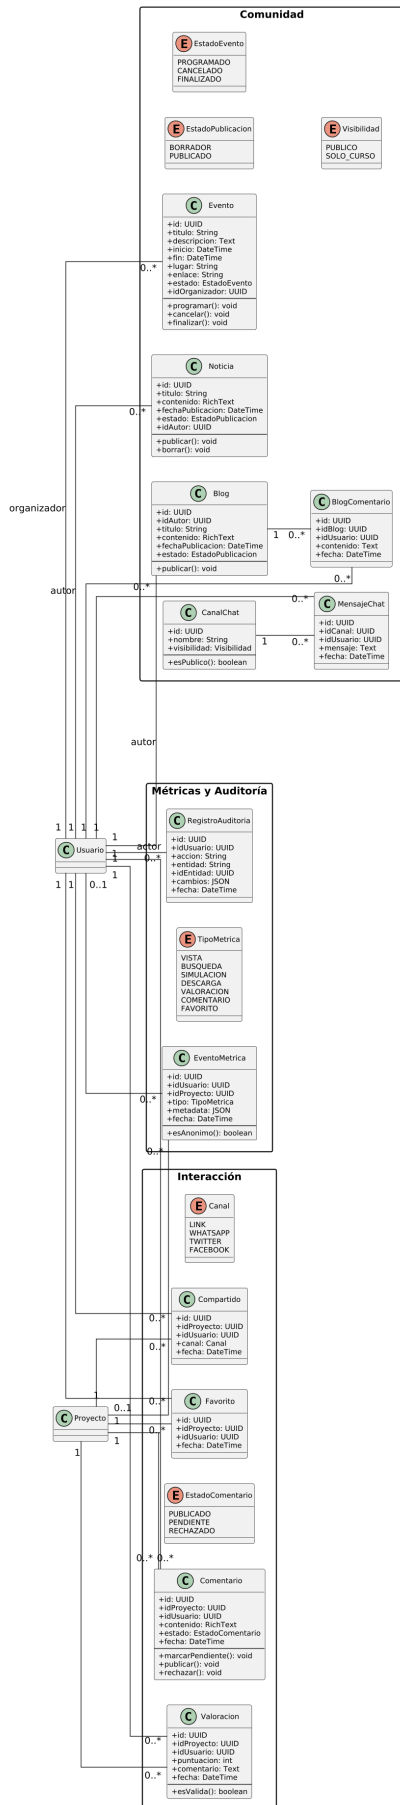 Comunidad
E EstadoEvento
PROGRAMADO
CANCELADO
FINALIZADO
E EstadoPublicacion
BORRADOR
PUBLICADO
E Visibilidad
PUBLICO
SOLO_CURSO
C Evento
+id: UUID
+titulo: String
+descripcion: Text
+inicio: DateTime
+fin: DateTime
+lugar: String
+enlace: String
+estado: EstadoEvento
+idOrganizador: UUID
+programar(): void
+cancelar(): void
+finalizar(): void
0..*
C Noticia
+id: UUID
+titulo: String
+contenido: RichText
+fechaPublicacion: DateTime
+estado: EstadoPublicacion
+idAutor: UUID
+publicar(): void
+borrar(): void
0..*
C Blog
+id: UUID
+idAutor: UUID
+titulo: String
+contenido: RichText
+fechaPublicacion: DateTime
+estado: EstadoPublicacion
+publicar(): void
1 0..*
C BlogComentario
+id: UUID
+idBlog: UUID
+idUsuario: UUID
+contenido: Text
+fecha: DateTime
organizador
0..*
0..*
autor
0..*
C CanalChat
+id: UUID
+nombre: String
+visibilidad: Visibilidad
+esPublico(): boolean
1 0..*
C MensajeChat
+id: UUID
+idCanal: UUID
+idUsuario: UUID
+mensaje: Text
+fecha: DateTime
autor
Métricas y Auditoría
C RegistroAuditoria
+id: UUID
+idUsuario: UUID
+accion: String
+entidad: String
+idEntidad: UUID
+cambios: JSON
+fecha: DateTime
1 1 1 1
1
C Usuario
actor
1
1
0..*
1
1 1 0..1
E TipoMetrica
VISTA
BUSQUEDA
SIMULACION
DESCARGA
VALORACION
COMENTARIO
FAVORITO
C EventoMetrica
+id: UUID
+idUsuario: UUID
+idProyecto: UUID
+tipo: TipoMetrica
+metadata: JSON
+fecha: DateTime
+esAnonimo(): boolean
0..*
0..*
Interacción
E Canal
LINK
WHATSAPP
TWITTER
FACEBOOK
C Compartido
+id: UUID
+idProyecto: UUID
+idUsuario: UUID
+canal: Canal
+fecha: DateTime
0..*
0..*
C Favorito
+id: UUID
+idProyecto: UUID
+idUsuario: UUID
+fecha: DateTime
0..*
0..*
1
0..1
C Proyecto
1
1
1
E EstadoComentario
PUBLICADO
PENDIENTE
RECHAZADO
0..* 0..*
C Comentario
+id: UUID
+idProyecto: UUID
+idUsuario: UUID
+contenido: RichText
+estado: EstadoComentario
+fecha: DateTime
+marcarPendiente(): void
+publicar(): void
+rechazar(): void
C Valoracion
+id: UUID
+idProyecto: UUID
+idUsuario: UUID
+puntuacion: int
+comentario: Text
+fecha: DateTime
+esValida(): boolean
0..*
0..*